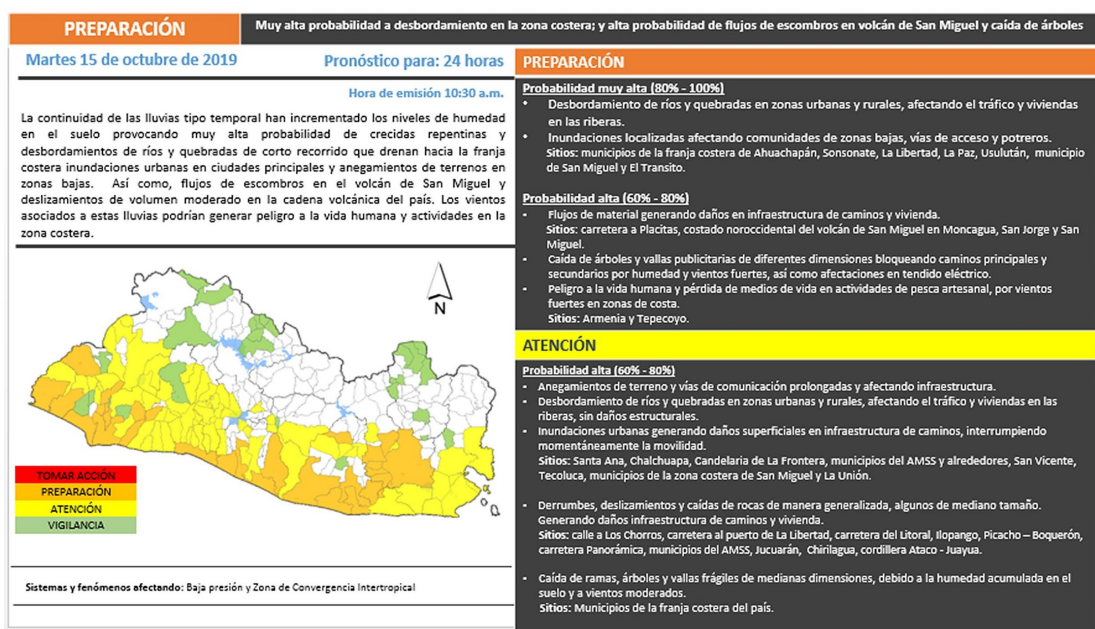 PREPARACIÓN
Muy alta probabilidad a desbordamiento en la zona costera; y alta probabilidad de flujos de escombros en volcán de San Miguel y caída de árboles
Martes 15 de octubre de 2019
Pronóstico para: 24 horas
Hora de emisión 10:30 a.m.
La continuidad de las lluvias tipo temporal han incrementado los niveles de humedad
en el suelo provocando muy alta probabilidad de crecidas repentinas y
desbordamientos de ríos y quebradas de corto recorrido que drenan hacia la franja
costera inundaciones urbanas en ciudades principales y anegamientos de terrenos en
zonas bajas. Así como, flujos de escombros en el volcán de San Miguel y
deslizamientos de volumen moderado en la cadena volcánica del país. Los vientos
asociados a estas lluvias podrían generar peligro a la vida humana y actividades en la
zona costera.
N
TOMAR ACCIÓN
PREPARACIÓN
ATENCIÓN
VIGILANCIA
Sistemas y fenómenos afectando: Baja presión y Zona de Convergencia Intertropical
PREPARACIÓN
Probabilidad muy alta (80% - 100%)
• Desbordamiento de ríos y quebradas en zonas urbanas y rurales, afectando el tráfico y viviendas
en las riberas.
• Inundaciones localizadas afectando comunidades de zonas bajas, vías de acceso y potreros.
Sitios: municipios de la franja costera de Ahuachapán, Sonsonate, La Libertad, La Paz, Usulután, municipio
de San Miguel y El Transito.
Probabilidad alta (60% - 80%)
• Flujos de material generando daños en infraestructura de caminos y vivienda.
Sitios: carretera a Placitas, costado noroccidental del volcán de San Miguel en Moncagua, San Jorge y San
Miguel.
• Caída de árboles y vallas publicitarias de diferentes dimensiones bloqueando caminos principales y
secundarios por humedad y vientos fuertes, así como afectaciones en tendido eléctrico.
• Peligro a la vida humana y pérdida de medios de vida en actividades de pesca artesanal, por vientos
fuertes en zonas de costa.
Sitios: Armenia y Tepecoyo.
ATENCIÓN
Probabilidad alta (60% - 80%)
• Anegamientos de terreno y vías de comunicación prolongadas y afectando infraestructura.
• Desbordamiento de ríos y quebradas en zonas urbanas y rurales, afectando el tráfico y viviendas en las
riberas, sin daños estructurales.
• Inundaciones urbanas generando daños superficiales en infraestructura de caminos, interrumpiendo
momentáneamente la movilidad.
Sitios: Santa Ana, Chalchuapa, Candelaria de La Frontera, municipios del AMSS y alrededores, San Vicente,
Tecoluca, municipios de la zona costera de San Miguel y La Unión.
• Derrumbes, deslizamientos y caídas de rocas de manera generalizada, algunos de mediano tamaño.
Generando daños infraestructura de caminos y vivienda.
Sitios: calle a Los Chorros, carretera al puerto de La Libertad, carretera del Litoral, Ilopango, Picacho – Boquerón,
carretera Panorámica, municipios del AMSS, Jucuarán, Chirilagua, cordillera Ataco - Juayua.
• Caída de ramas, árboles y vallas frágiles de medianas dimensiones, debido a la humedad acumulada en el
suelo y a vientos moderados.
Sitios: Municipios de la franja costera del país.